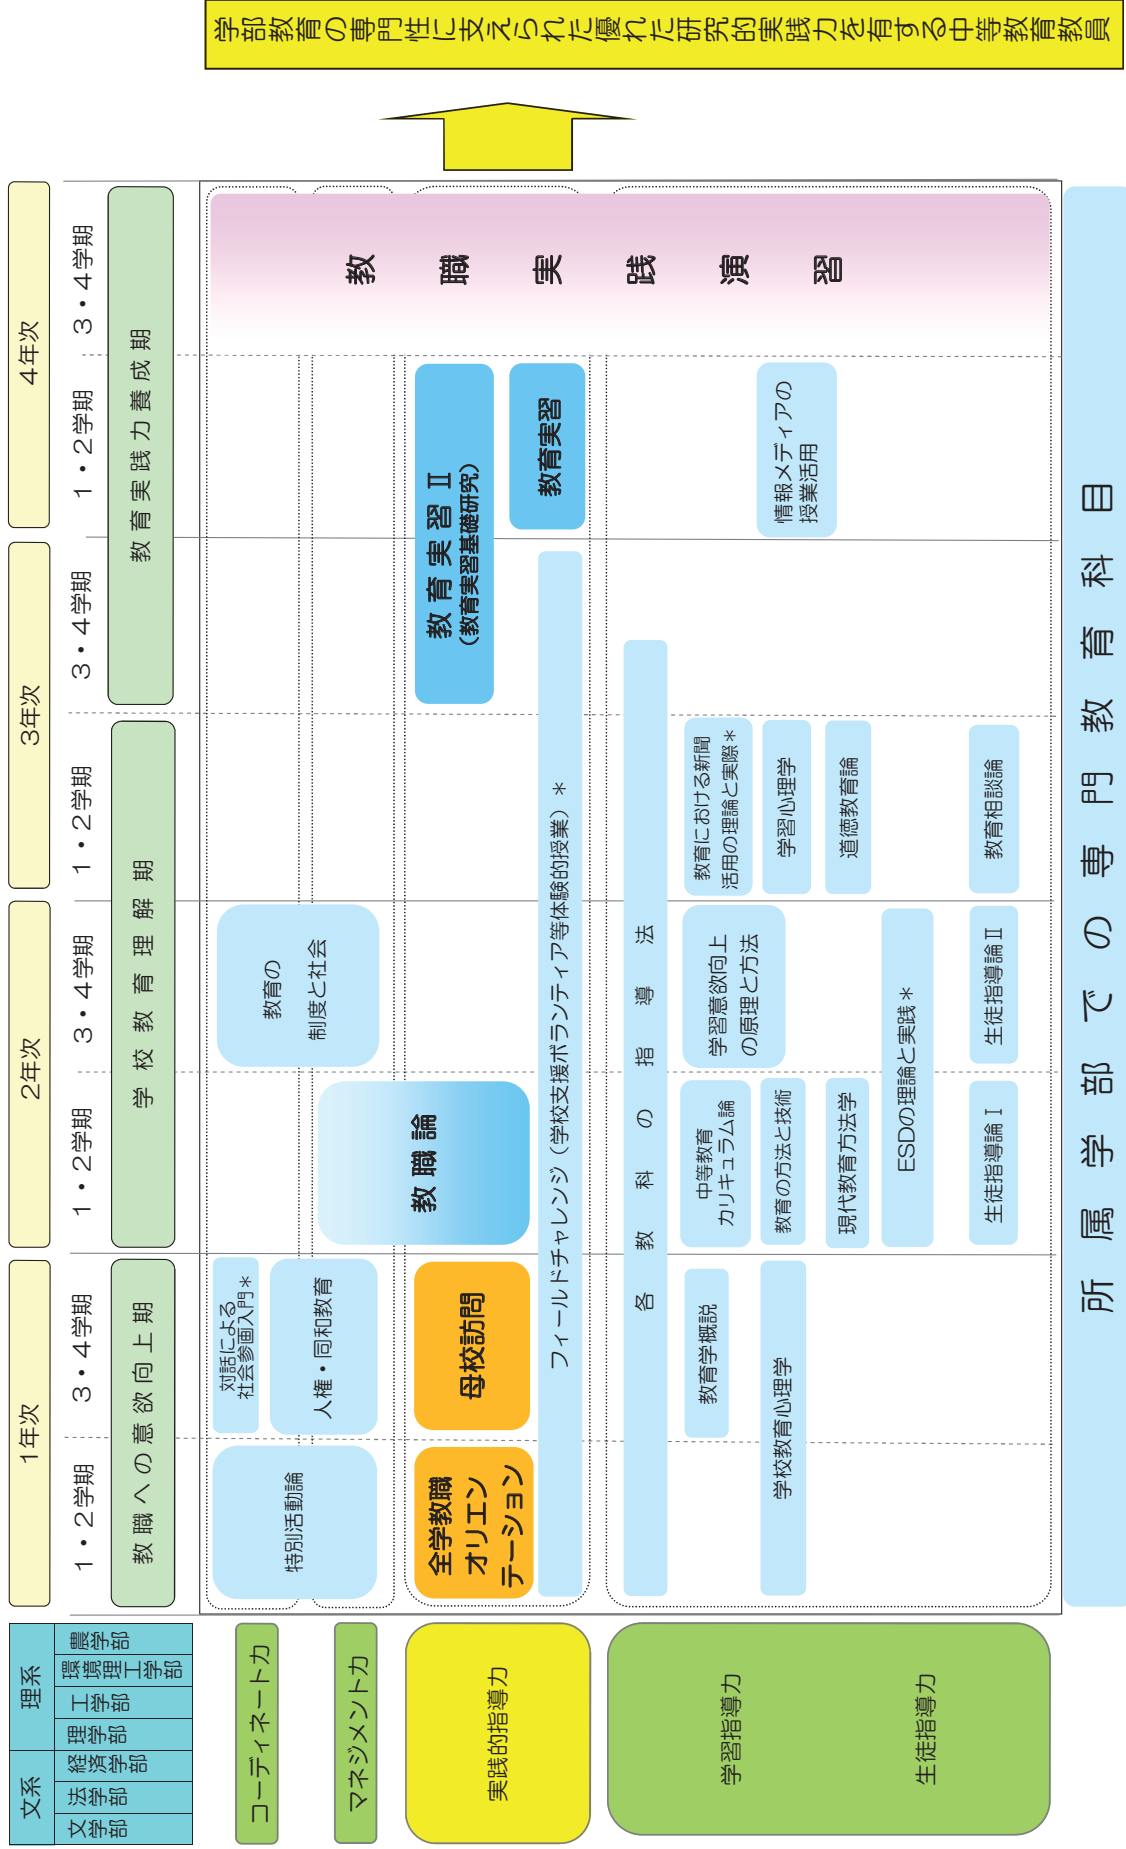 文系
理系
文学部
法学部
経済学部
理学部
工学部
環境理工学部
農学部
1年次
2年次
3年次
4年次
1・2学期
3・4学期
1・2学期
3・4学期
1・2学期
3・4学期
1・2学期
3・4学期
教職への意欲向上期
学校教育理解期
教育実践力養成期
コーディネート力
マネジメント力
実践的指導力
学習指導力
生徒指導力
特別活動論
対話による
社会参画入門＊
人権・同和教育
教育の
制度と社会
全学教職
オリエン
テーション
母校訪問
教職論
教育実習Ⅱ
（教育実習基礎研究）
教育実習
フィールドチャレンジ（学校支援ボランティア等体験的授業）＊
各教科の指導法
教育学概説
中等教育
カリキュラム論
学習意欲向上
の原理と方法
教育における新聞
活用の理論と実際＊
学校教育心理学
教育の方法と技術
学習心理学
情報メディアの
授業活用
現代教育方法学
道徳教育論
ESDの理論と実践＊
生徒指導論Ⅰ
生徒指導論Ⅱ
教育相談論
教職実践演習
所属学部での専門教育科目
学部教育の専門性に支えられた優れた研究的実践力を有する中等教育教員